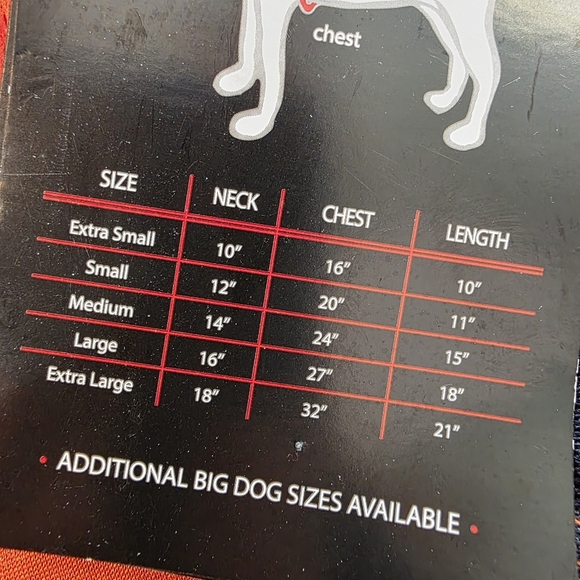 chest
SIZE NECK CHEST LENGTH
Extra Small 10" 16" 10"
Small 12" 20" 11"
Medium 14" 24" 15"
Large 16" 27" 18"
Extra Large 18" 32" 21"
• ADDITIONAL BIG DOG SIZES AVAILABLE •